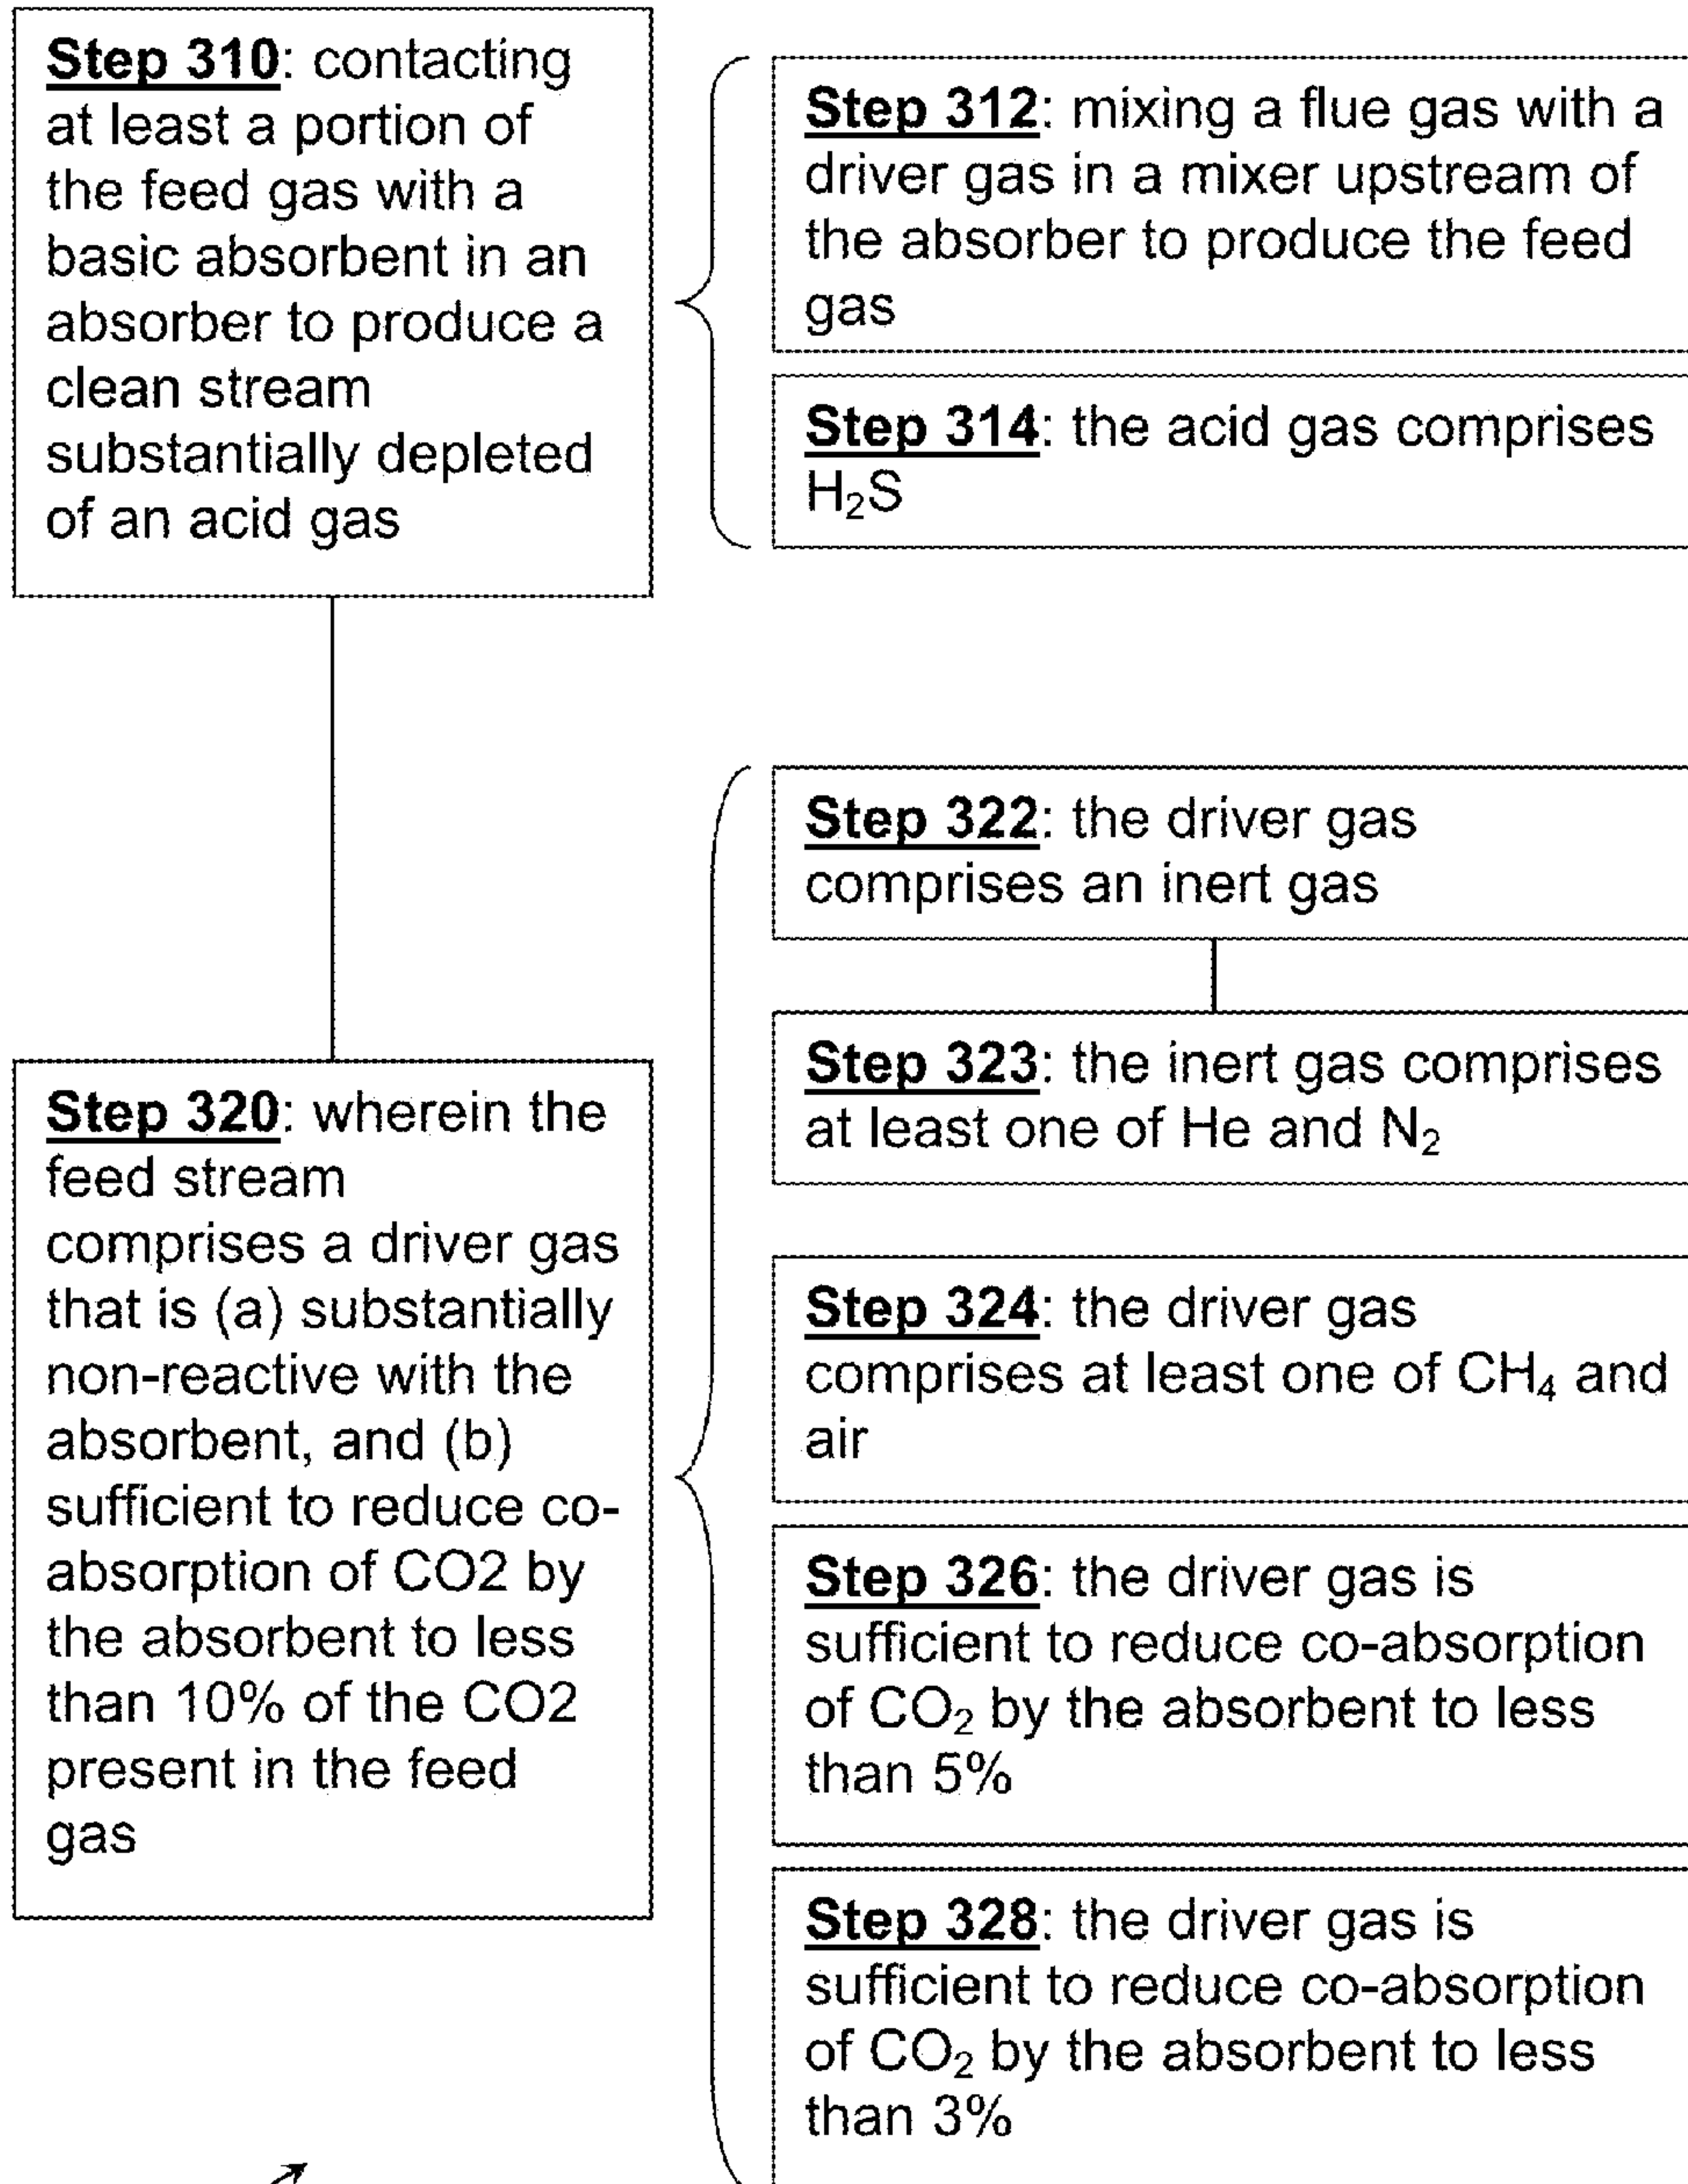 Step 310: contacting
at least a portion of
the feed gas with a
basic absorbent in an
absorber to produce a
clean stream
substantially depleted
of an acid gas
Step 312: mixing a flue gas with a
driver gas in a mixer upstream of
the absorber to produce the feed
gas
Step 314: the acid gas comprises
H₂S
Step 320: wherein the
feed stream
comprises a driver gas
that is (a) substantially
non-reactive with the
absorbent, and (b)
sufficient to reduce co-
absorption of CO2 by
the absorbent to less
than 10% of the CO2
present in the feed
gas
Step 322: the driver gas
comprises an inert gas
Step 323: the inert gas comprises
at least one of He and N₂
Step 324: the driver gas
comprises at least one of CH₄ and
air
Step 326: the driver gas is
sufficient to reduce co-absorption
of CO₂ by the absorbent to less
than 5%
Step 328: the driver gas is
sufficient to reduce co-absorption
of CO₂ by the absorbent to less
than 3%